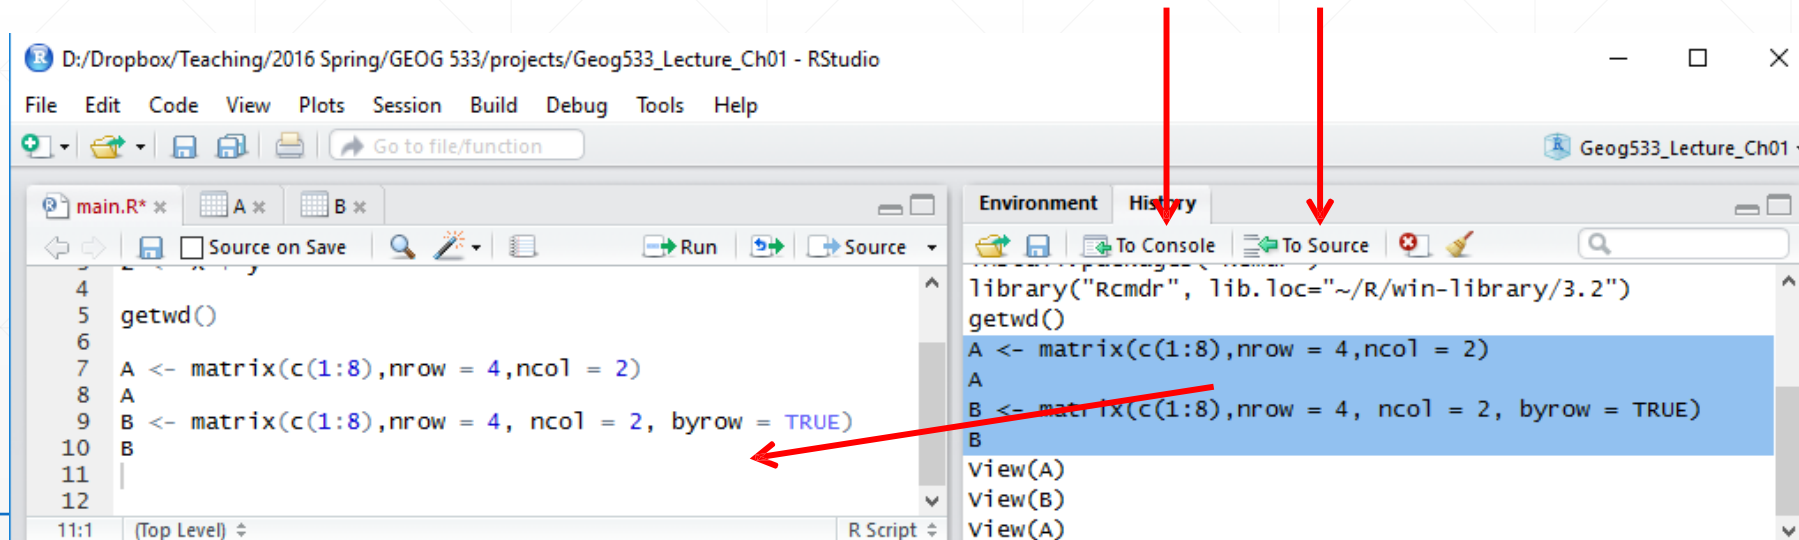 D:/Dropbox/Teaching/2016 Spring/GEOG 533/projects/Geog533_Lecture_Ch01 - RStudio
File Edit Code View Plots Session Build Debug Tools Help
Go to file/function
Geog533_Lecture_Ch01
main.R*
A
B
Source on Save
Run
Source
4
5 getwd()
6
7 A <- matrix(c(1:8),nrow = 4,ncol = 2)
8 A
9 B <- matrix(c(1:8),nrow = 4, ncol = 2, byrow = TRUE)
10 B
11
12
11:1 (Top Level) R Script
Environment History
To Console To Source
library("Rcmdr", lib.loc="~/R/win-library/3.2")
getwd()
A <- matrix(c(1:8),nrow = 4,ncol = 2)
A
B <- matrix(c(1:8),nrow = 4, ncol = 2, byrow = TRUE)
B
View(A)
View(B)
View(A)